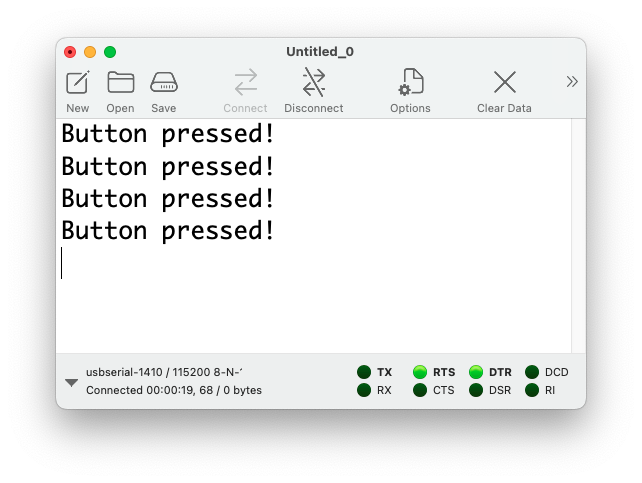 Untitled_0
New Open Save Connect Disconnect Options Clear Data
Button pressed!
Button pressed!
Button pressed!
Button pressed!
usbserial-1410 / 115200 8-N- TX RTS DTR DCD
Connected 00:00:19, 68 / 0 bytes RX CTS DSR RI